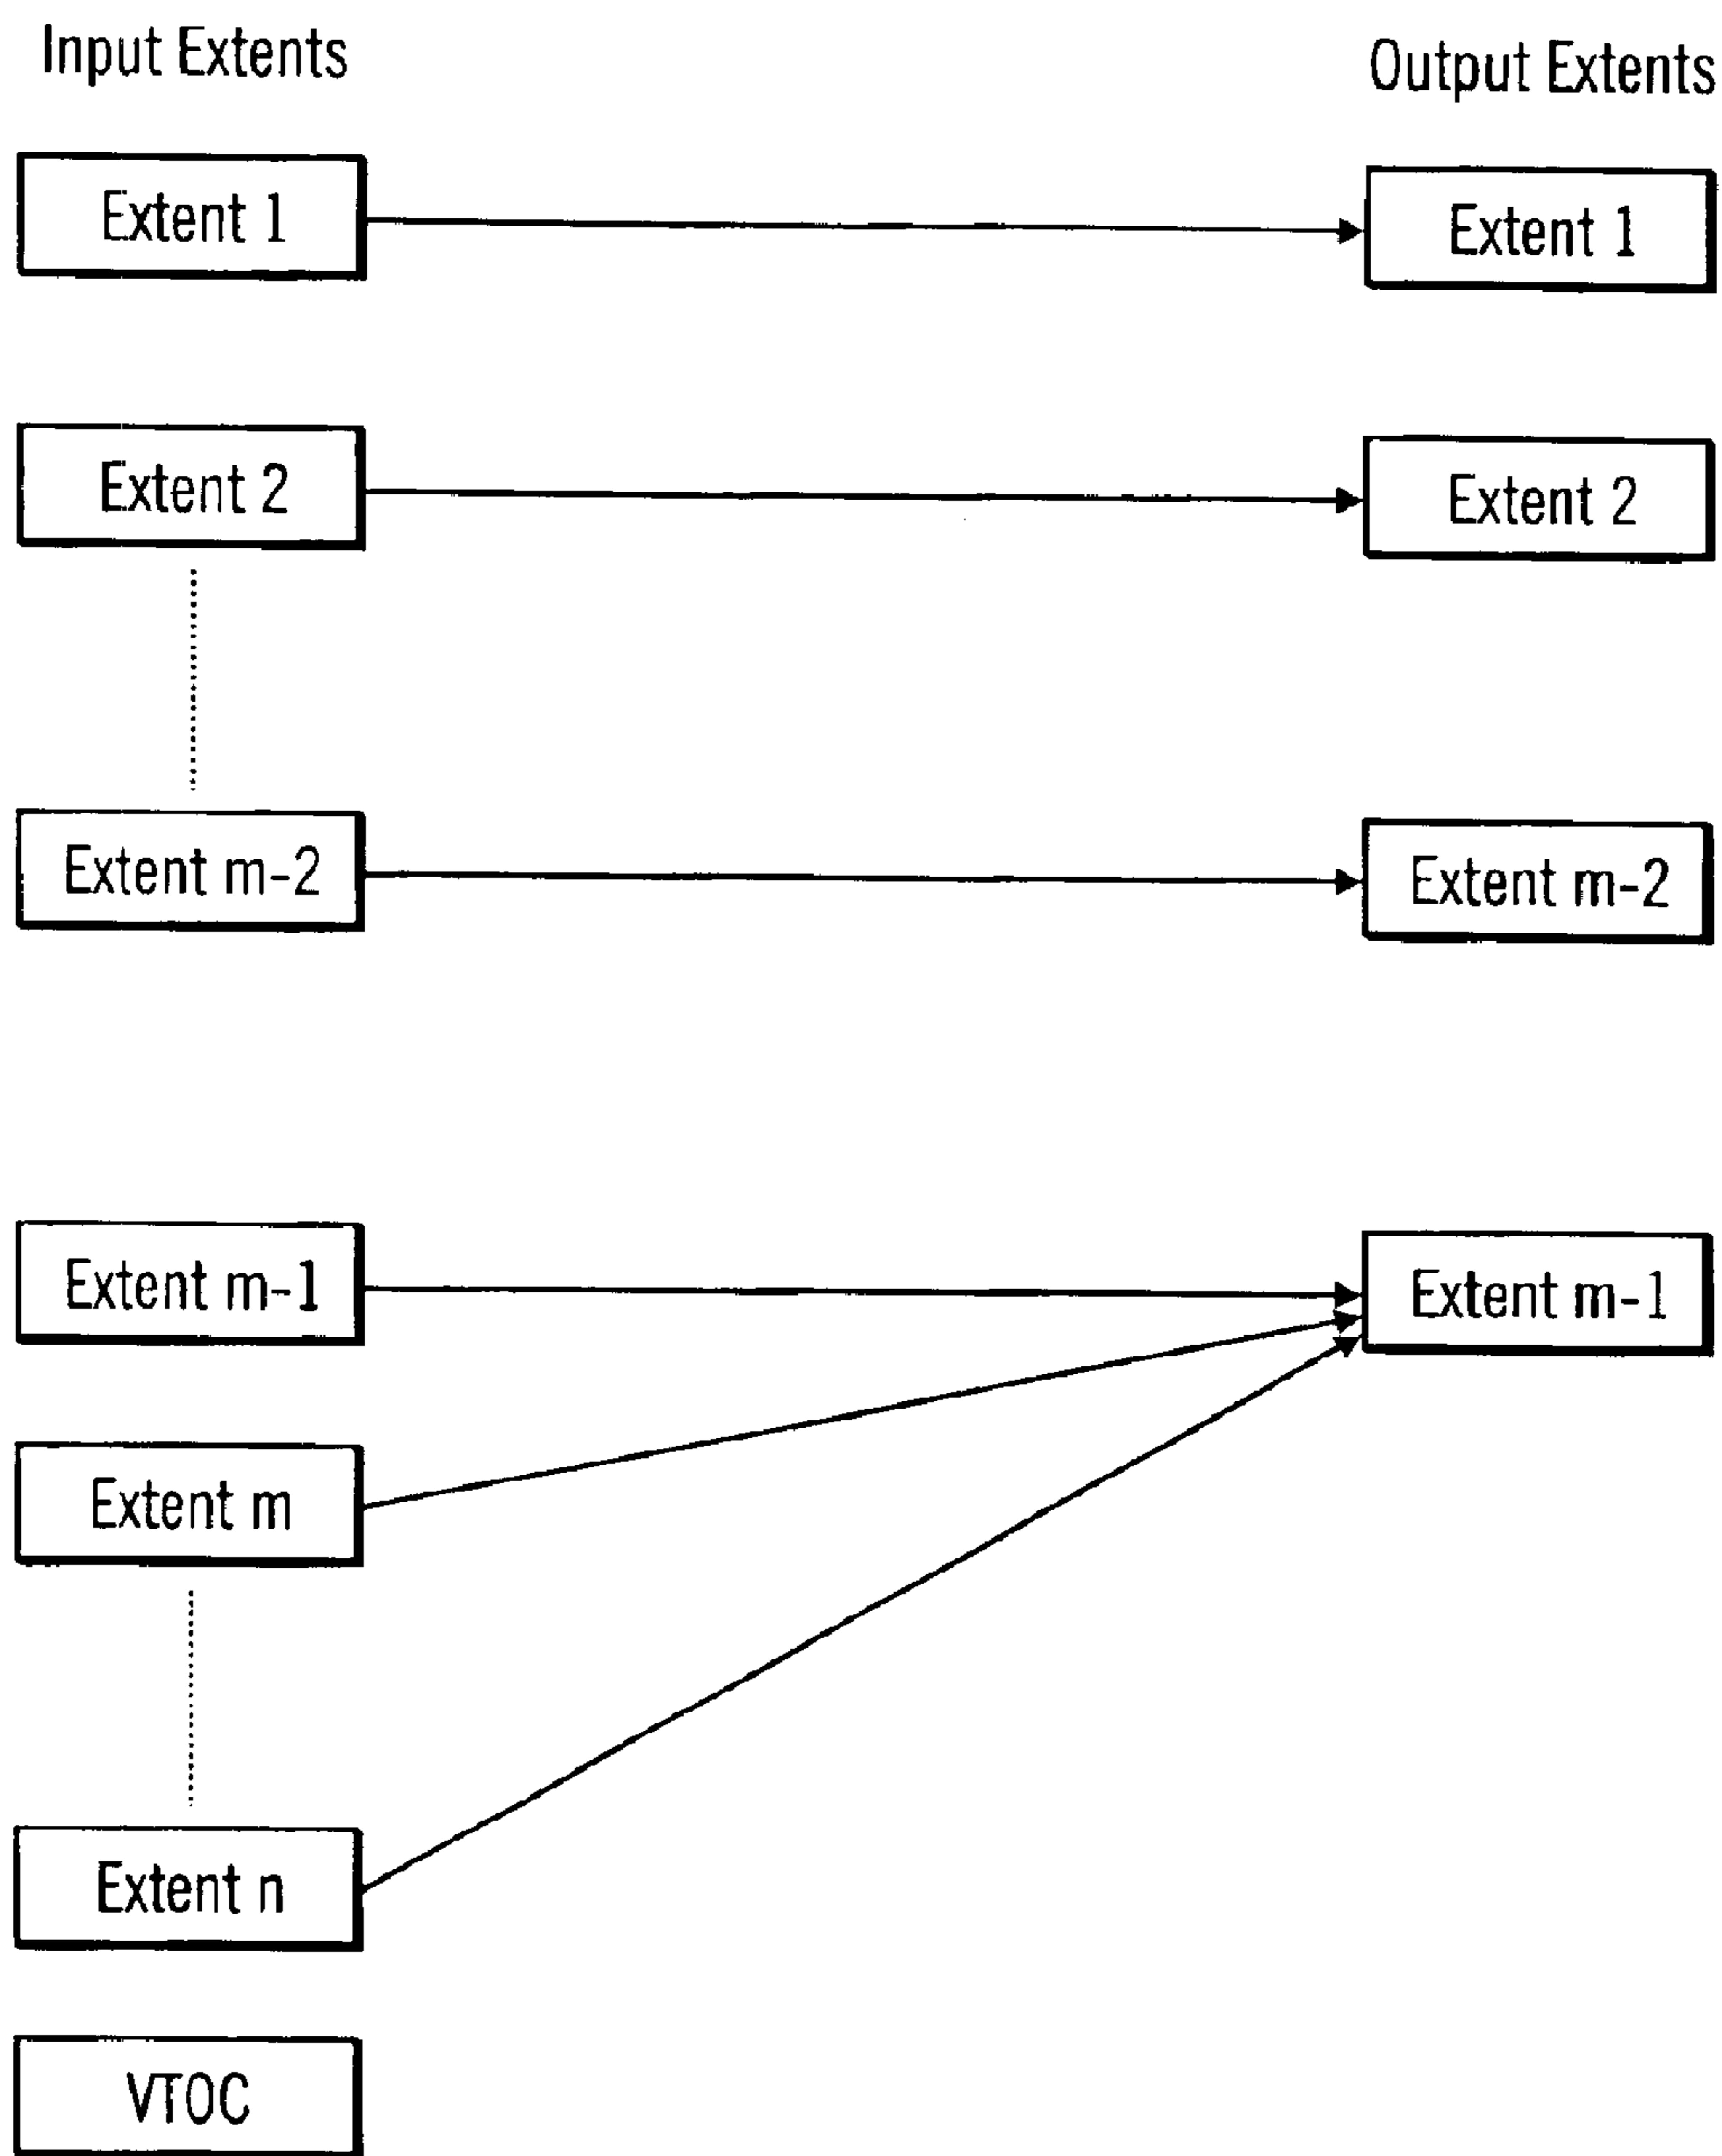 Input Extents
Output Extents
Extent 1
Extent 1
Extent 2
Extent 2
Extent m-2
Extent m-2
Extent m-1
Extent m-1
Extent m
Extent n
VTOC